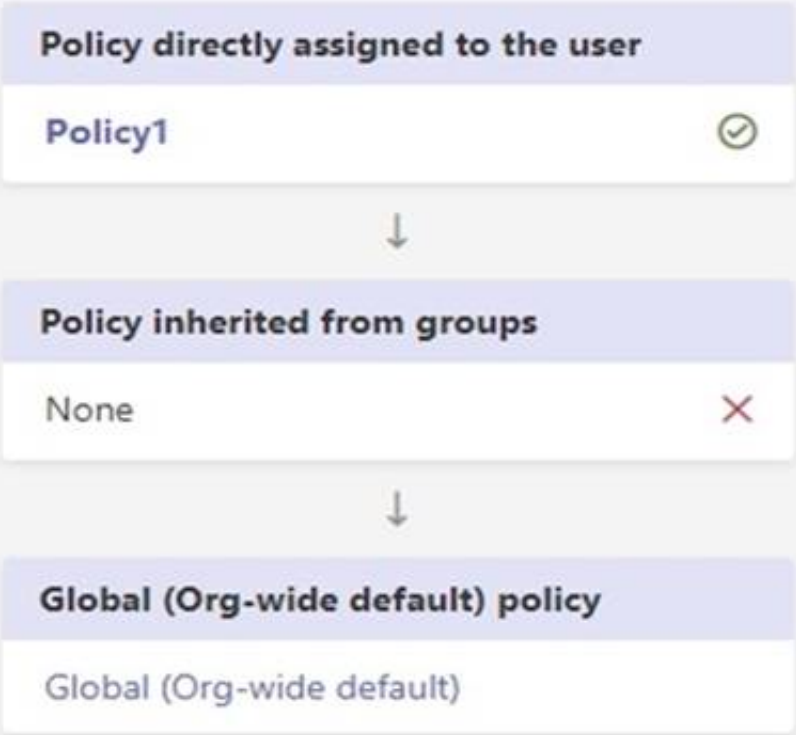 Policy directly assigned to the user
Policy1
Policy inherited from groups
None
Global (Org-wide default) policy
Global (Org-wide default)